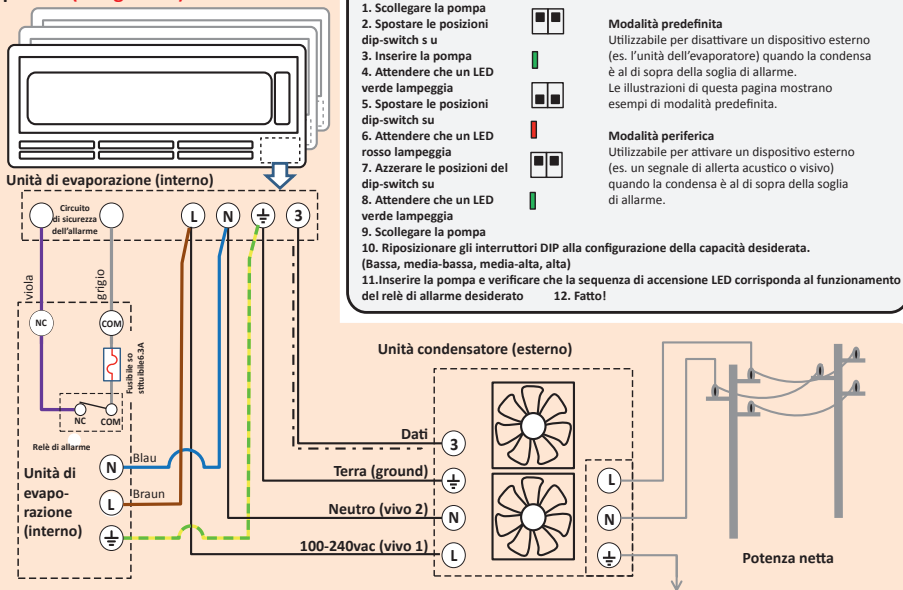 1. Scollegare la pompa
2. Spostare le posizioni
dip-switch s u
3. Inserire la pompa
4. Attendere che un LED
verde lampeggia
5. Spostare le posizioni
dip-switch su
6. Attendere che un LED
rosso lampeggia
7. Azzerare le posizioni del
dip-switch su
8. Attendere che un LED
verde lampeggia
9. Scollegare la pompa
10. Riposizionare gli interruttori DIP alla configurazione della capacità desiderata.
(Bassa, media-bassa, media-alta, alta)
11.Inserire la pompa e verificare che la sequenza di accensione LED corrisponda al funzionamento
del relè di allarme desiderato 12. Fatto!
Modalità predefinita
Utilizzabile per disattivare un dispositivo esterno
(es. l'unità dell'evaporatore) quando la condensa
è al di sopra della soglia di allarme.
Le illustrazioni di questa pagina mostrano
esempi di modalità predefinita.
Modalità periferica
Utilizzabile per attivare un dispositivo esterno
(es. un segnale di allerta acustico o visivo)
quando la condensa è al di sopra della soglia
di allarme.
Unità di evaporazione (interno)
Circuito
di sicurezza
dell'allarme
L
N
3
viola
grigio
NC
COM
Fusib ile so
stituibile6.3A
NC
COM
Relè di allarme
Unità di
evapo-
razione
(interno)
N
Blau
L
Braun
Unità condensatore (esterno)
Dati
3
Terra (ground)
Neutro (vivo 2)
N
100-240vac (vivo 1)
L
L
N
Potenza netta